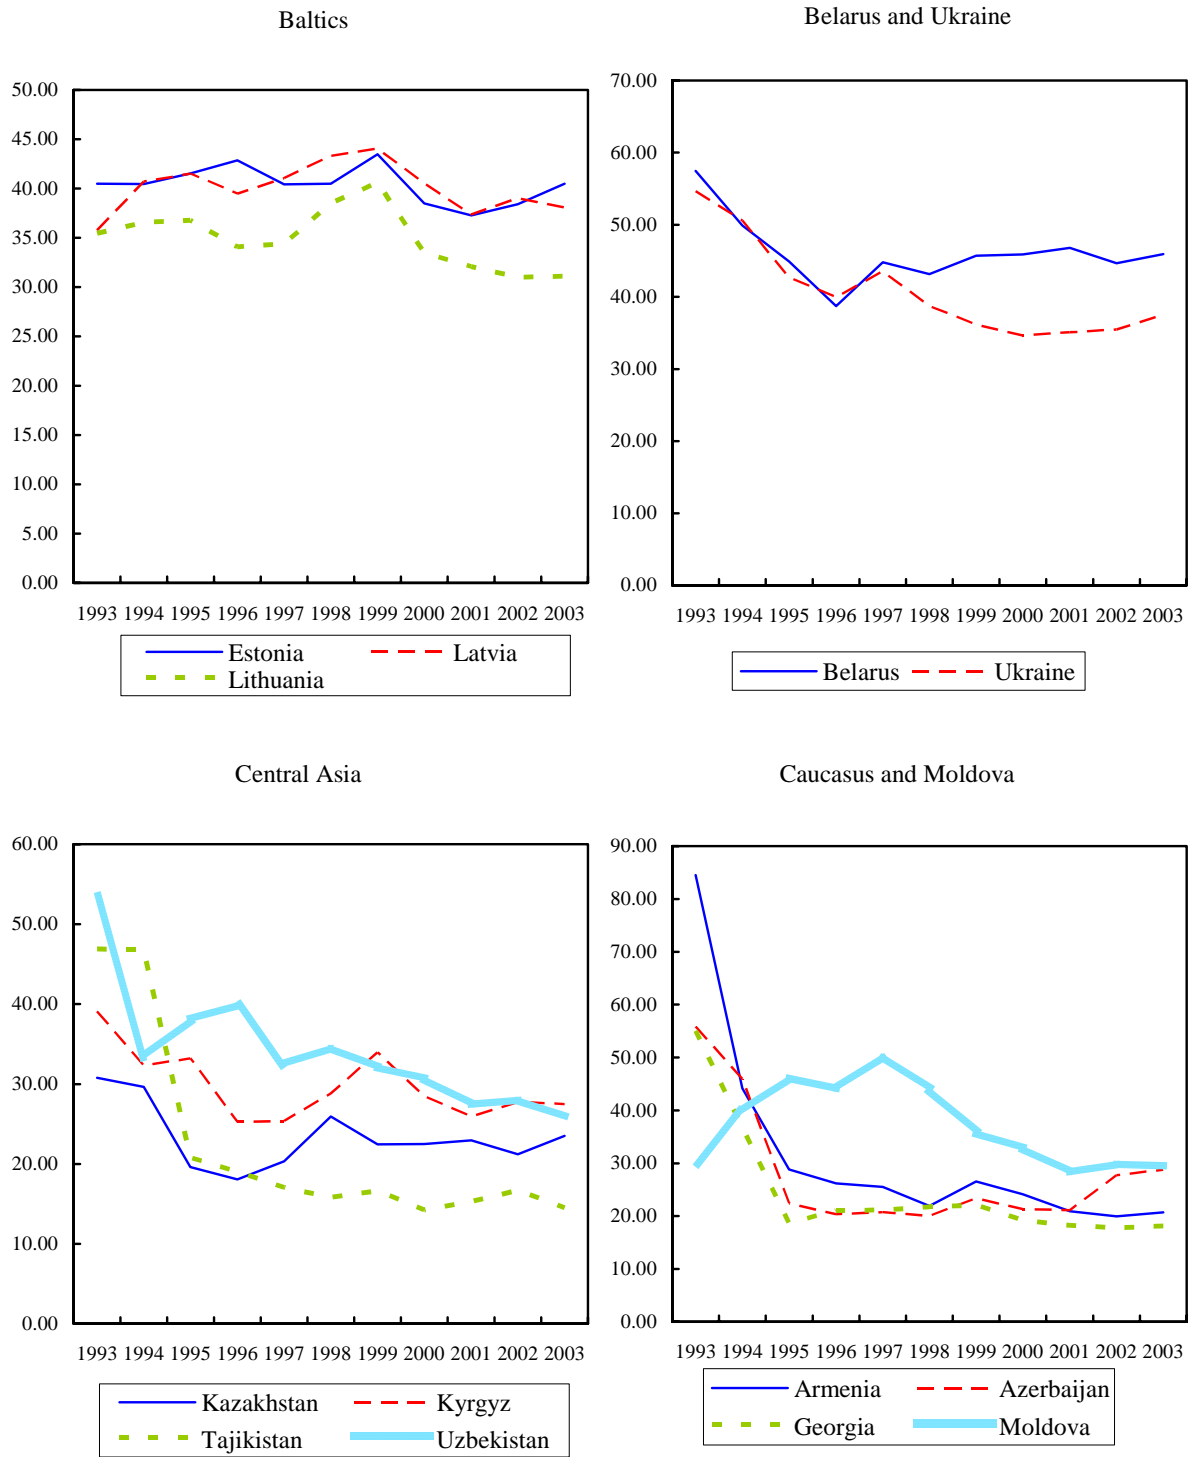 Baltics
50.00
45.00
40.00
35.00
30.00
25.00
20.00
15.00
10.00
5.00
0.00
1993 1994 1995 1996 1997 1998 1999 2000 2001 2002 2003
Estonia Latvia
Lithuania
Belarus and Ukraine
70.00
60.00
50.00
40.00
30.00
20.00
10.00
0.00
1993 1994 1995 1996 1997 1998 1999 2000 2001 2002 2003
Belarus Ukraine
Central Asia
60.00
50.00
40.00
30.00
20.00
10.00
0.00
1993 1994 1995 1996 1997 1998 1999 2000 2001 2002 2003
Kazakhstan Kyrgyz
Tajikistan Uzbekistan
Caucasus and Moldova
90.00
80.00
70.00
60.00
50.00
40.00
30.00
20.00
10.00
0.00
1993 1994 1995 1996 1997 1998 1999 2000 2001 2002 2003
Armenia Azerbaijan
Georgia Moldova